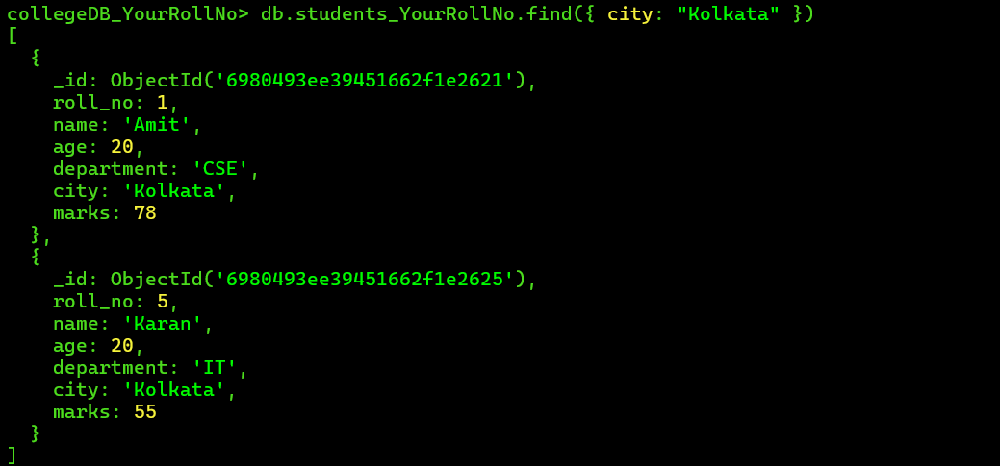 collegeDB_YourRollNo> db.students_YourRollNo.find({ city: "Kolkata" })
[
  {
    _id: ObjectId('6980493ee39451662f1e2621'),
    roll_no: 1,
    name: 'Amit',
    age: 20,
    department: 'CSE',
    city: 'Kolkata',
    marks: 78
  },
  {
    _id: ObjectId('6980493ee39451662f1e2625'),
    roll_no: 5,
    name: 'Karan',
    age: 20,
    department: 'IT',
    city: 'Kolkata',
    marks: 55
  }
]